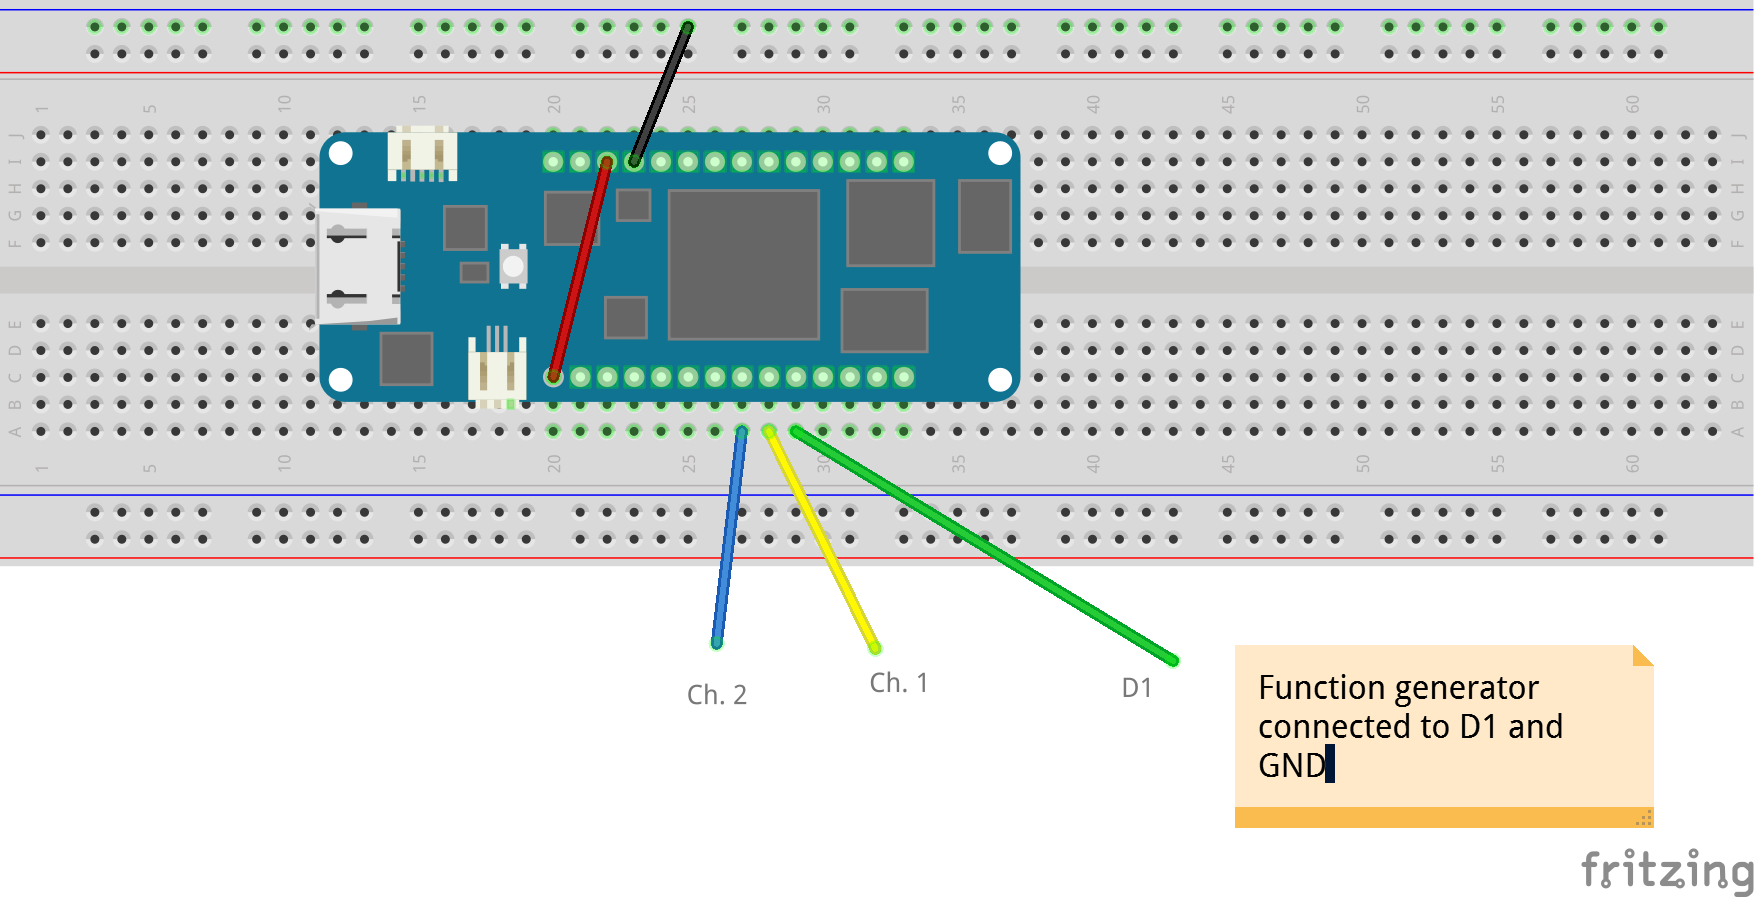 1 5 10 15 20 25 30 35 40 45 50 55 60
J J
I I
H H
G G
F F
E E
D D
C C
B B
A A
1 5 10 15 20 25 30 35 40 45 50 55 60
Ch. 2
Ch. 1
D1
Function generator
connected to D1 and
GND
fritzing